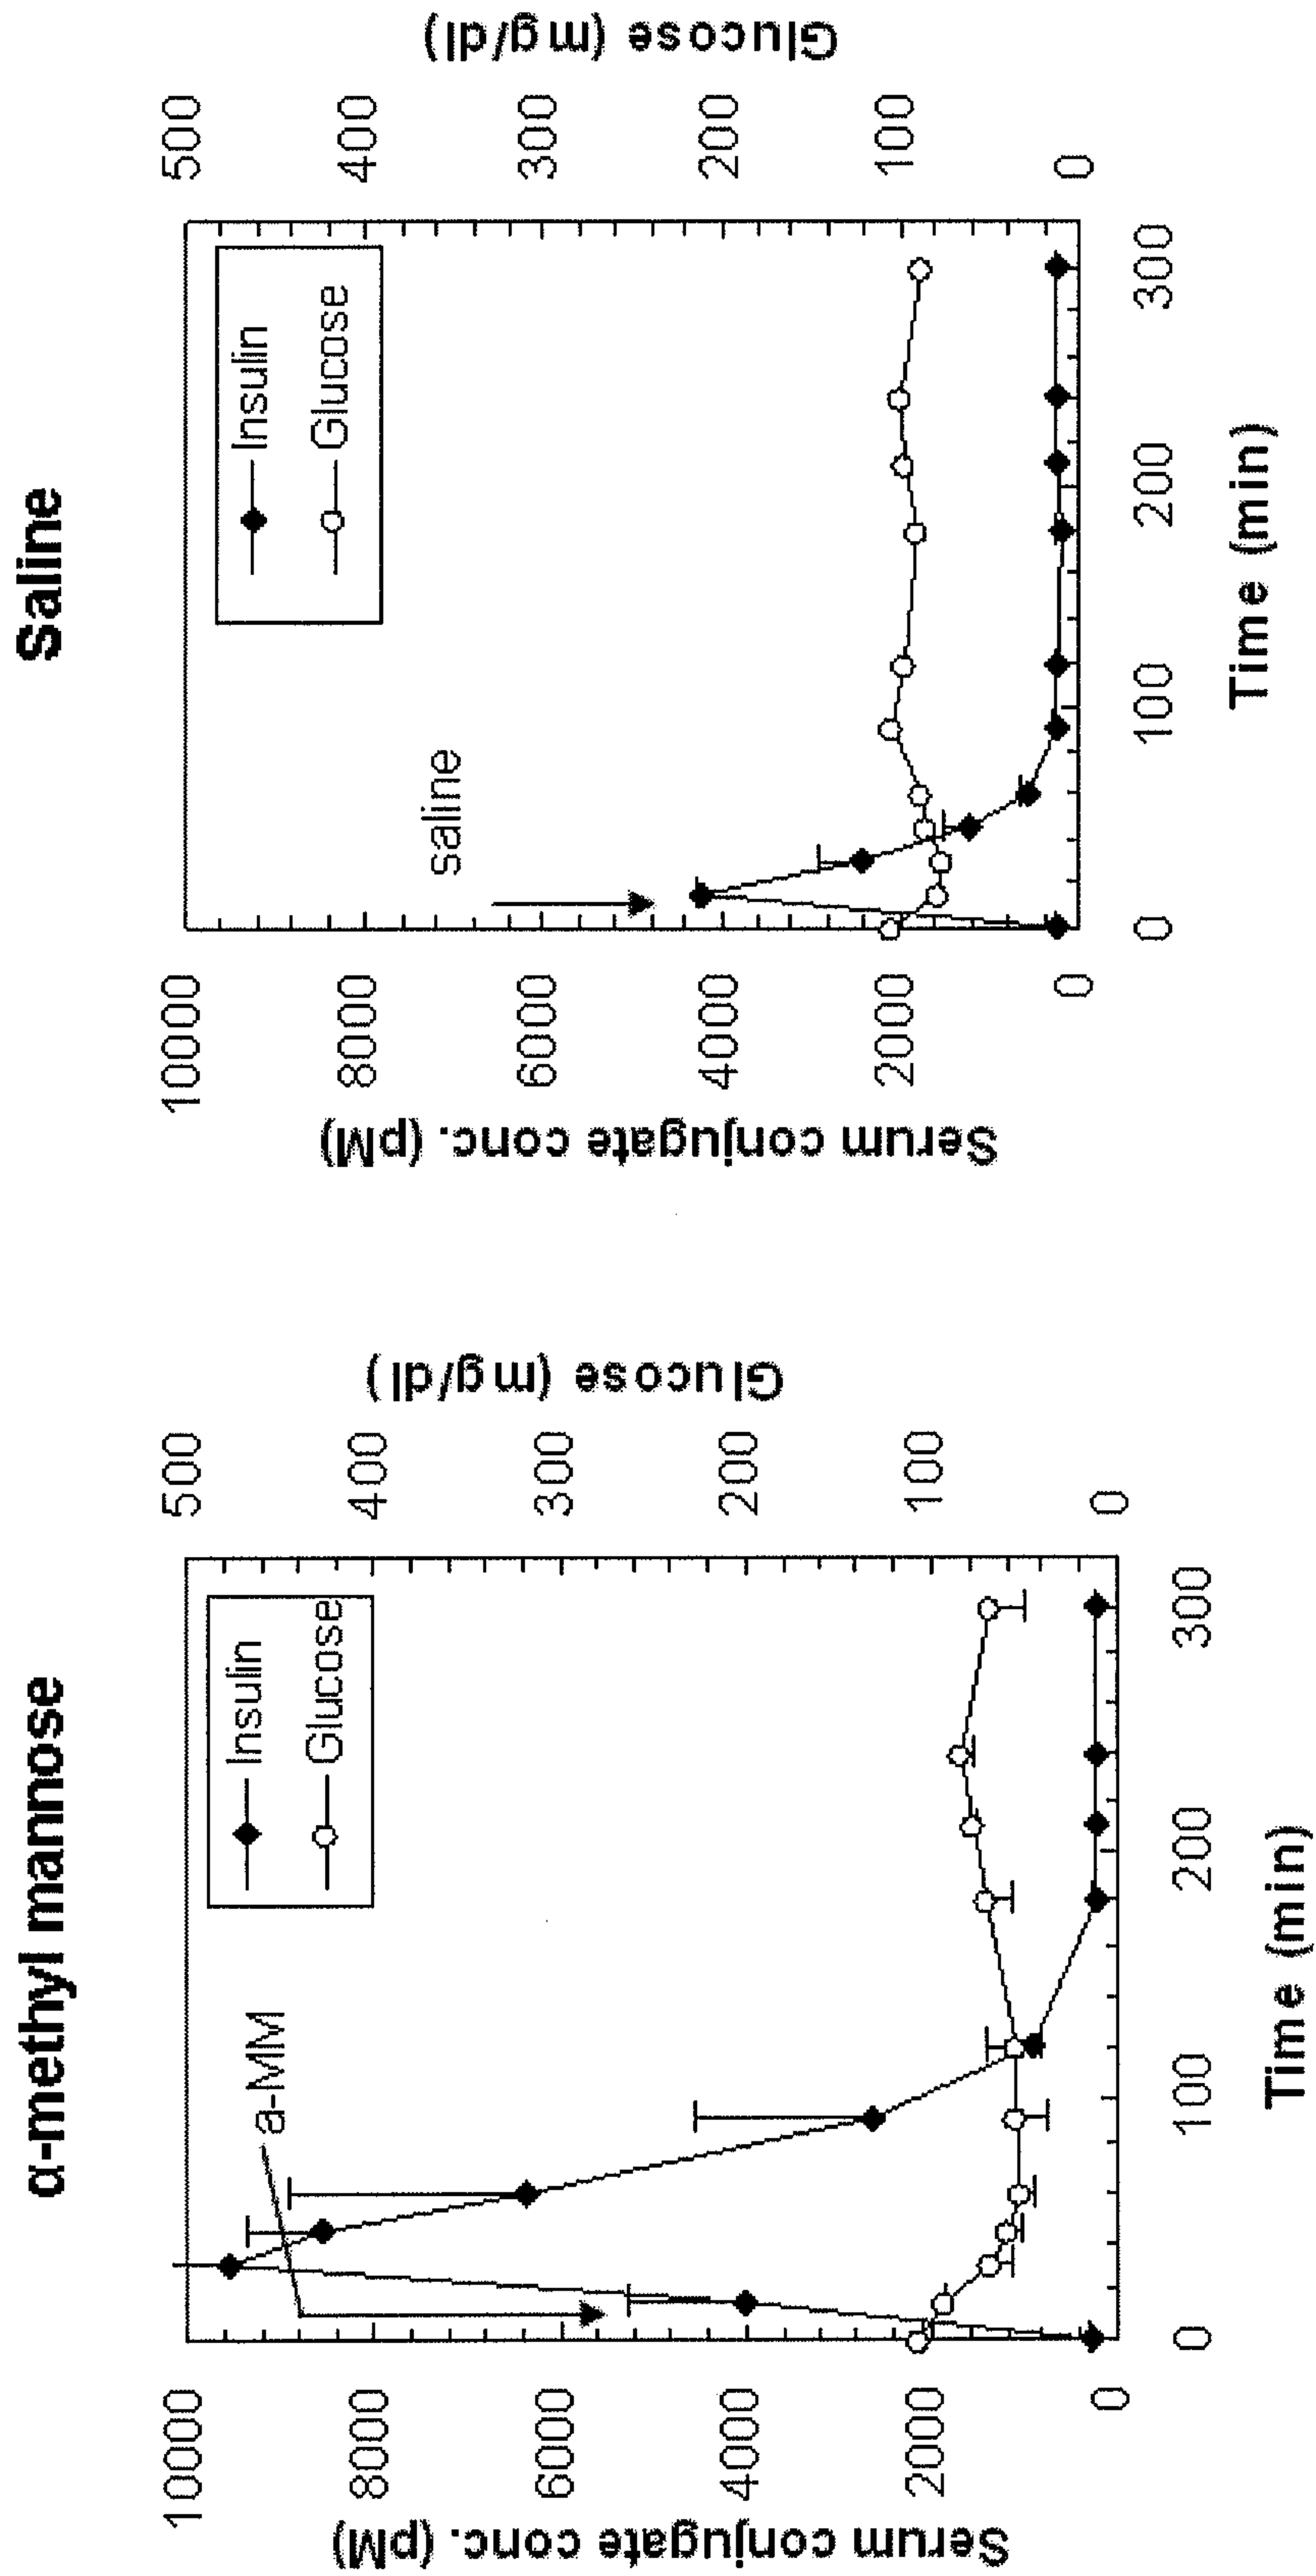 α-methyl mannose
Serum conjugate conc. (pM)
10000
8000
6000
4000
2000
0
a-MM
Insulin
Glucose
500
400
300
200
100
0
Glucose (mg/dl)
0 100 200 300
Time (min)
Saline
Serum conjugate conc. (pM)
10000
8000
6000
4000
2000
0
saline
Insulin
Glucose
500
400
300
200
100
0
Glucose (mg/dl)
0 100 200 300
Time (min)